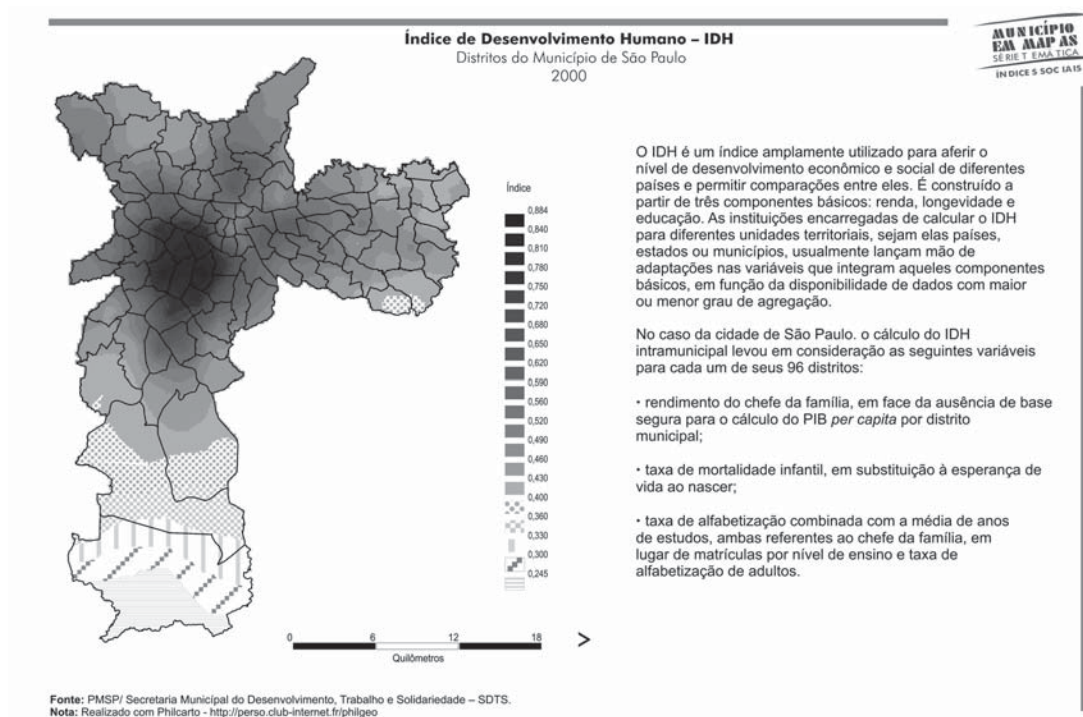 Índice de Desenvolvimento Humano – IDH
Distritos do Município de São Paulo
2000
MUNICÍPIO
EM MAPAS
SÉRIE TEMÁTICA
ÍNDICES SOCIAIS
O IDH é um índice amplamente utilizado para aferir o
nível de desenvolvimento econômico e social de diferentes
países e permitir comparações entre eles. É construído a
partir de três componentes básicos: renda, longevidade e
educação. As instituições encarregadas de calcular o IDH
para diferentes unidades territoriais, sejam elas países,
estados ou municípios, usualmente lançam mão de
adaptações nas variáveis que integram aqueles componentes
básicos, em função da disponibilidade de dados com maior
ou menor grau de agregação.
No caso da cidade de São Paulo. o cálculo do IDH
intramunicipal levou em consideração as seguintes variáveis
para cada um de seus 96 distritos:
• rendimento do chefe da família, em face da ausência de base
segura para o cálculo do PIB per capita por distrito
municipal;
• taxa de mortalidade infantil, em substituição à esperança de
vida ao nascer;
• taxa de alfabetização combinada com a média de anos
de estudos, ambas referentes ao chefe da família, em
lugar de matrículas por nível de ensino e taxa de
alfabetização de adultos.
Índice
0,884
0,840
0,810
0,780
0,750
0,720
0,680
0,650
0,620
0,590
0,560
0,520
0,490
0,460
0,430
0,400
0,360
0,330
0,300
0,245
0 6 12 18
Quilômetros
>
Fonte: PMSP/ Secretaria Municípal do Desenvolvimento, Trabalho e Solidariedade – SDTS.
Nota: Realizado com Philcarto - http://perso.club-internet.fr/philgeo